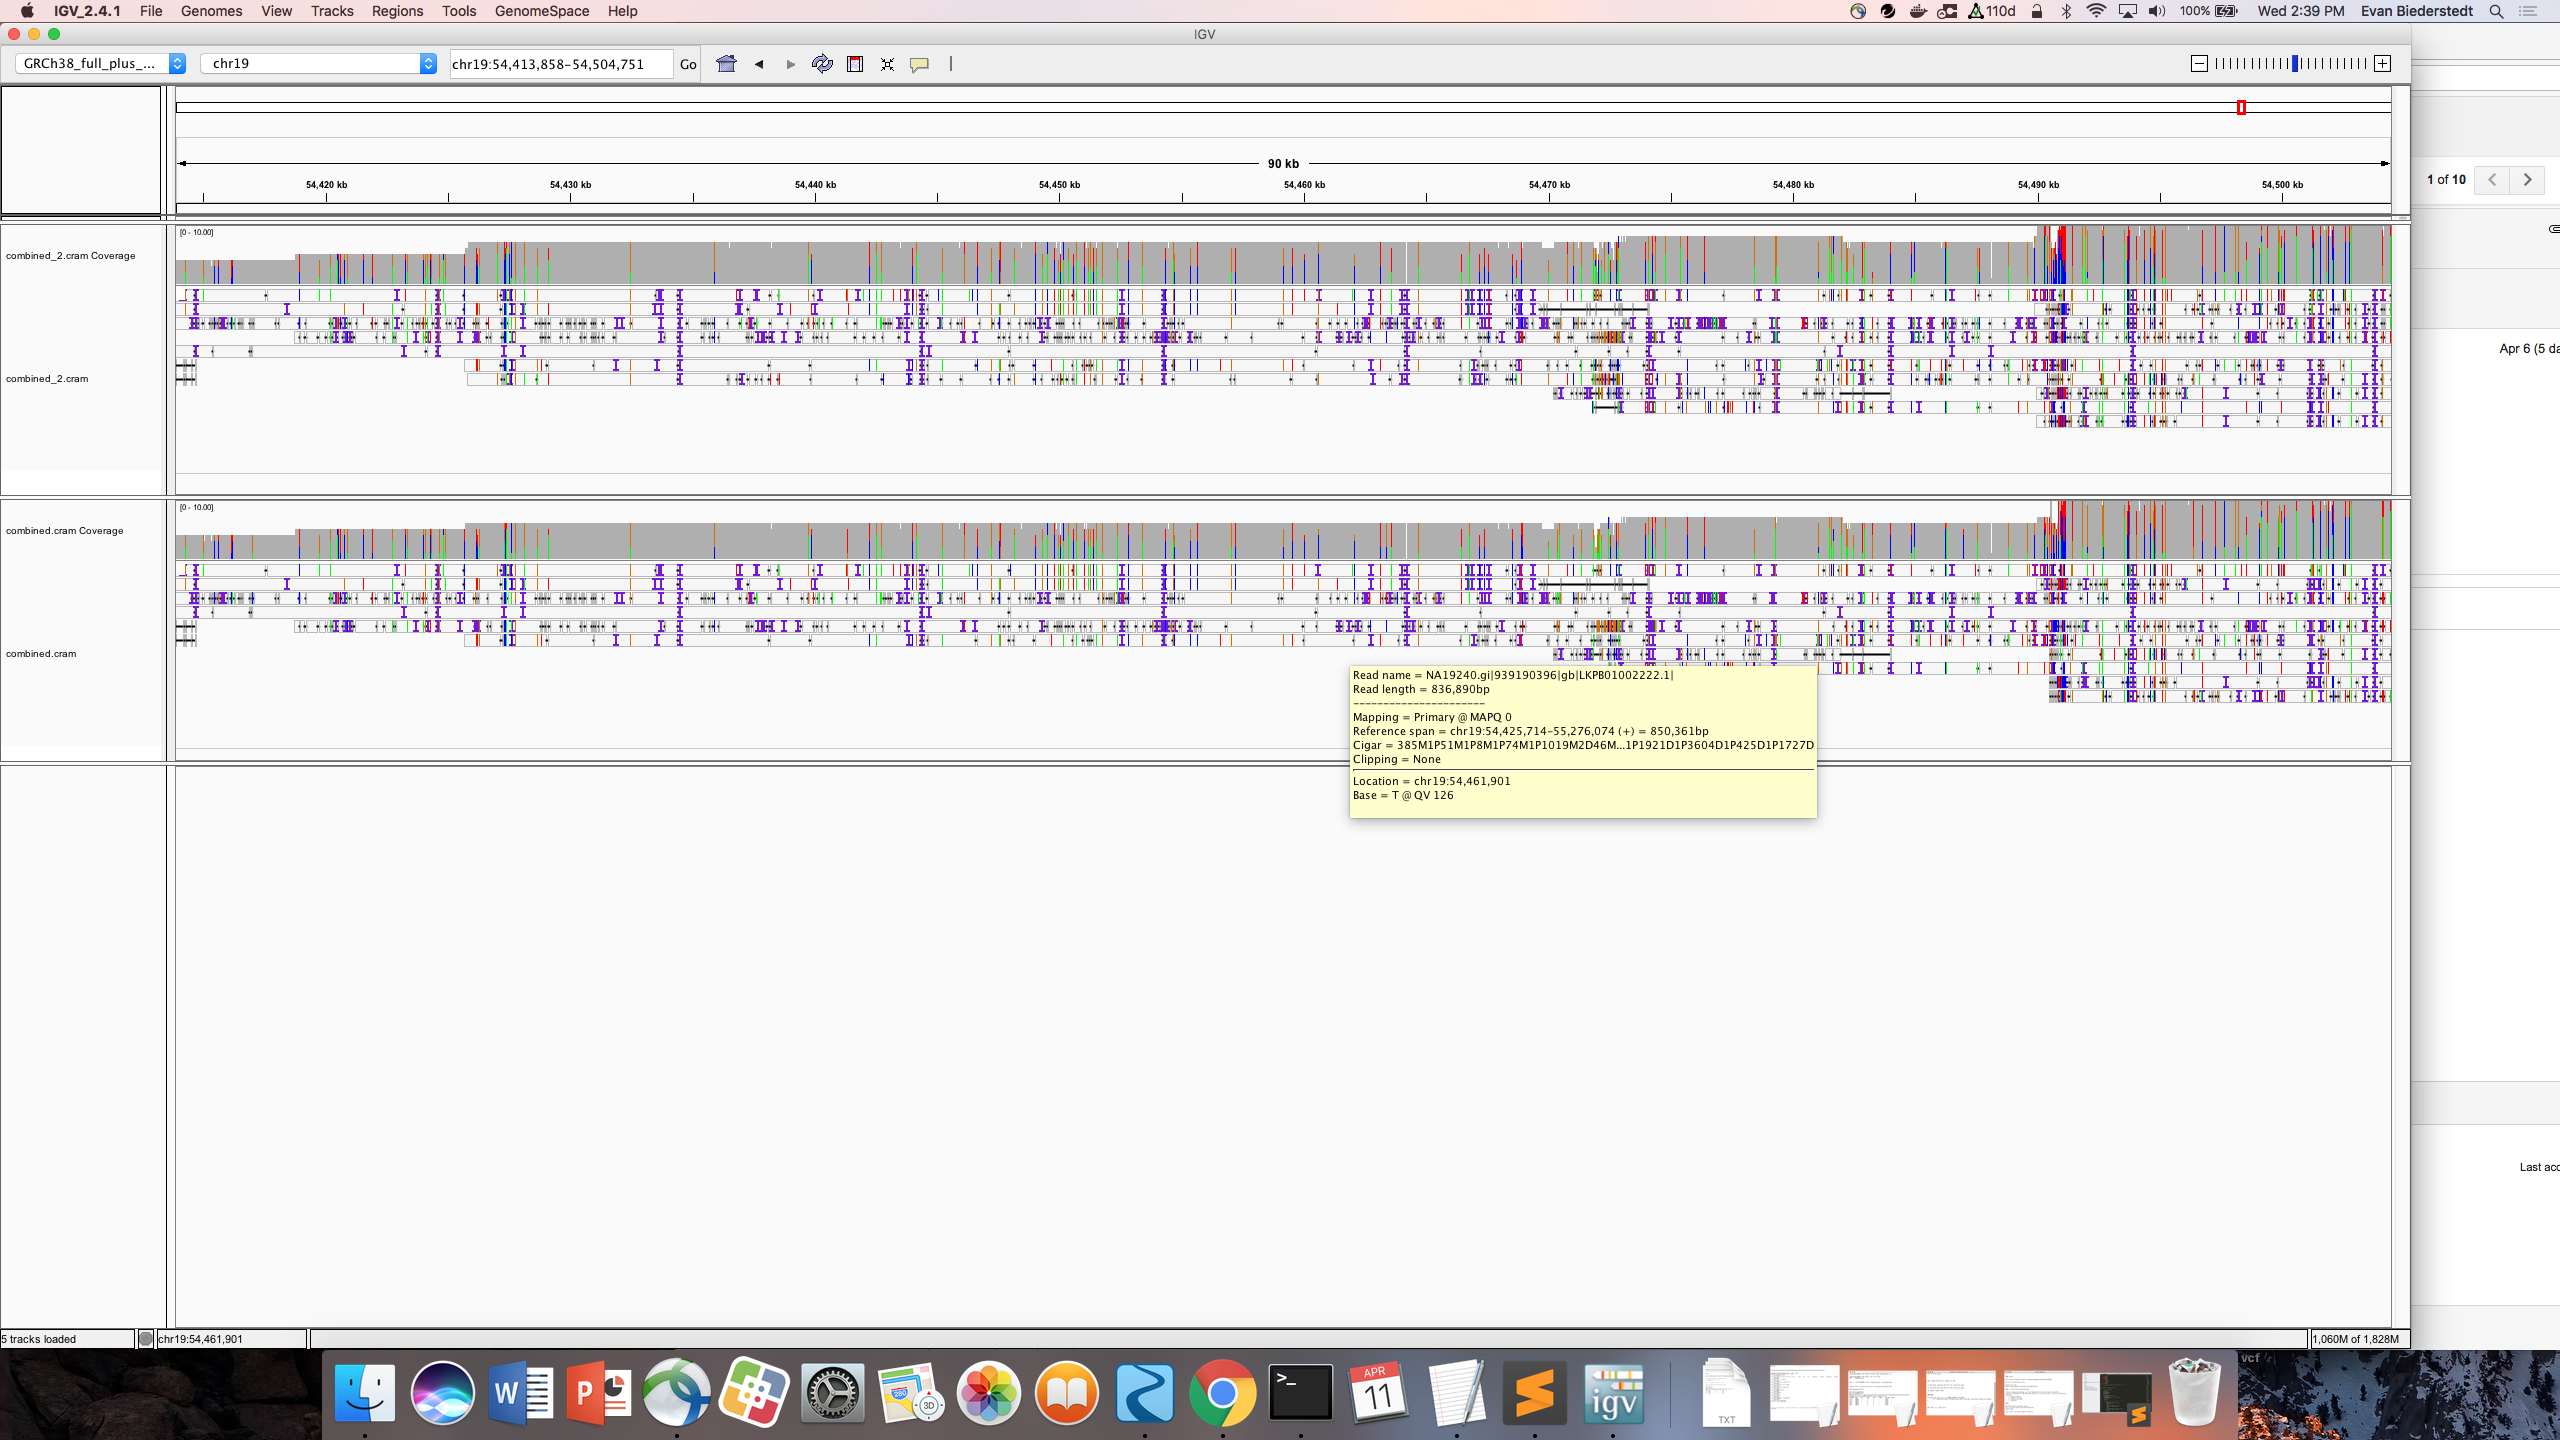 IGV_2.4.1 File Genomes View Tracks Regions Tools GenomeSpace Help 110d 100% Wed 2:39 PM Evan Biederstedt
IGV
GRCh38_full_plus_... chr19 chr19:54,413,858-54,504,751 Go
90 kb
54,420 kb 54,430 kb 54,440 kb 54,450 kb 54,460 kb 54,470 kb 54,480 kb 54,490 kb 54,500 kb
1 of 10
[0 - 10.00]
combined_2.cram Coverage
Apr 6 (5 da
combined_2.cram
[0 - 10.00]
combined.cram Coverage
combined.cram
Read name = NA19240.gi|939190396|gb|LKPB01002222.1|
Read length = 836,890bp
----------------------
Mapping = Primary @ MAPQ 0
Reference span = chr19:54,425,714-55,276,074 (+) = 850,361bp
Cigar = 385M1P51M1P8M1P74M1P1019M2D46M...1P1921D1P3604D1P425D1P1727D
Clipping = None
Location = chr19:54,461,901
Base = T @ QV 126
Last acc
5 tracks loaded chr19:54,461,901 1,060M of 1,828M
vcf
W P 280 3D >_ APR 11 igv TXT